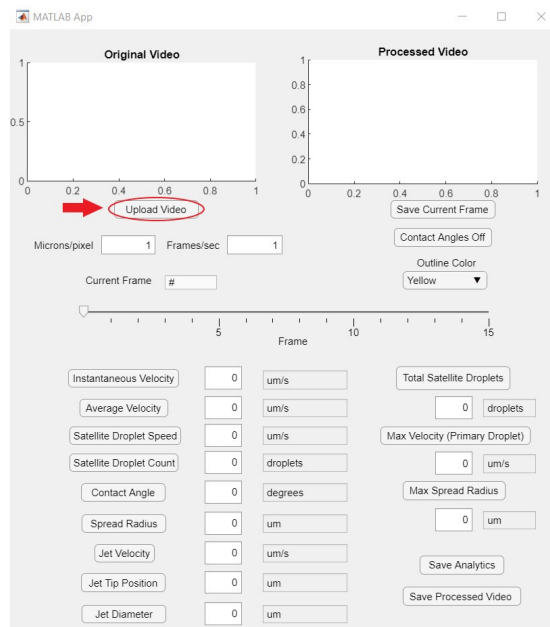 MATLAB App
Original Video
Processed Video
1
0.5
0
0 0.2 0.4 0.6 0.8 1
1
0.8
0.6
0.4
0.2
0
0 0.2 0.4 0.6 0.8 1
Upload Video
Save Current Frame
Microns/pixel 1 Frames/sec 1
Contact Angles Off
Outline Color
Current Frame #
Yellow
5 10 15
Frame
Instantaneous Velocity 0 um/s
Average Velocity 0 um/s
Satellite Droplet Speed 0 um/s
Satellite Droplet Count 0 droplets
Contact Angle 0 degrees
Spread Radius 0 um
Jet Velocity 0 um/s
Jet Tip Position 0 um
Jet Diameter 0 um
Total Satellite Droplets
0 droplets
Max Velocity (Primary Droplet)
0 um/s
Max Spread Radius
0 um
Save Analytics
Save Processed Video